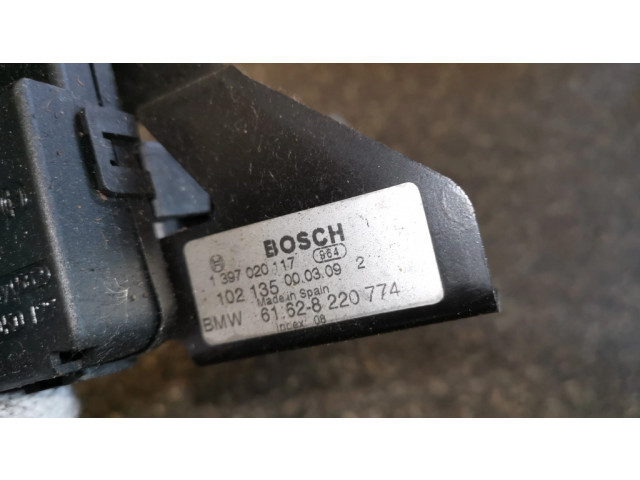 BOSCH
1 397 020 117 964
102 135 00.03.09 2
Made in Spain
BMW 61.62-8 220 774
Index: 08